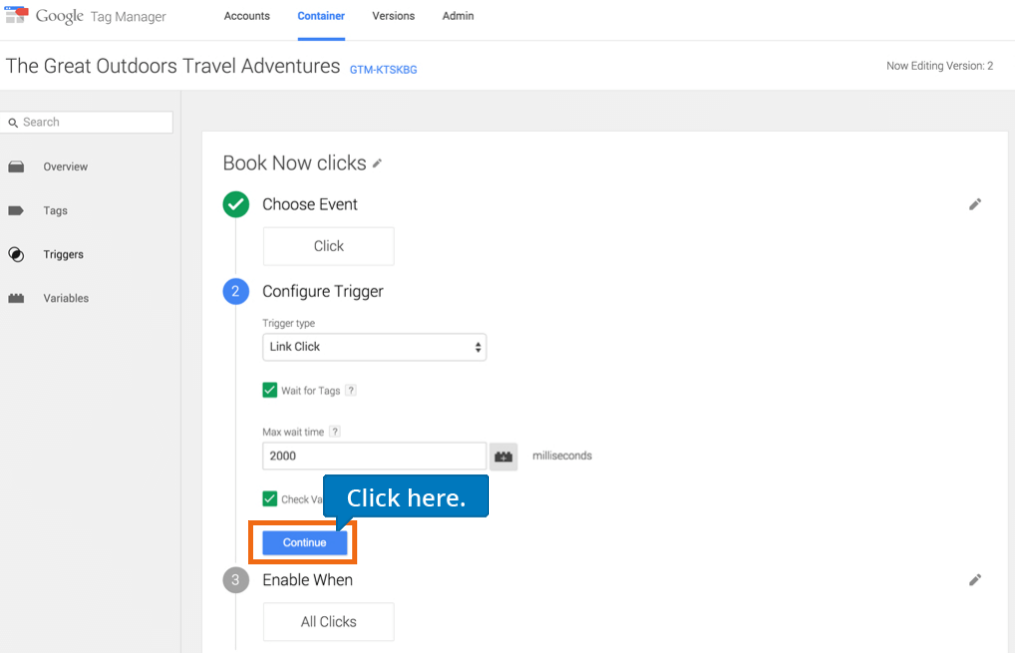 Google Tag Manager
Accounts Container Versions Admin
The Great Outdoors Travel Adventures GTM-KTSKBG
Now Editing Version: 2
Search
Overview
Tags
Triggers
Variables
Book Now clicks
Choose Event
Click
2 Configure Trigger
Trigger type
Link Click
Wait for Tags ?
Max wait time ?
2000 milliseconds
Check Va
Click here.
Continue
3 Enable When
All Clicks